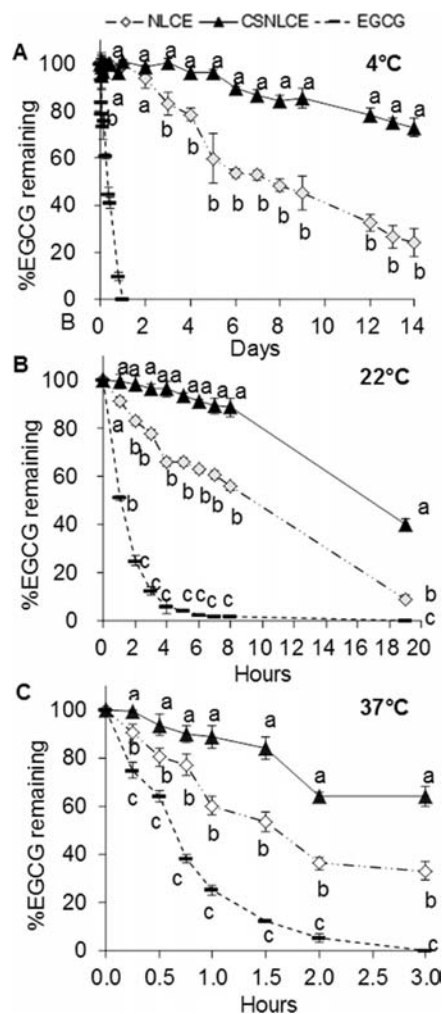 NLCE CSNLCE EGCG
A 4°C
%EGCG remaining
100
80
60
40
20
0
a a a a a a a a a a a a
b a b b b b b b b b b b
0 2 4 6 8 10 12 14
B Days
B 22°C
%EGCG remaining
100
80
60
40
20
0
a a a a a a a a a
a b b b b b b b b
b c c c c c c c
0 2 4 6 8 10 12 14 16 18 20
Hours
C 37°C
%EGCG remaining
100
80
60
40
20
0
a a a a a a a
b b b b b b b
c c c c c c c
0.0 0.5 1.0 1.5 2.0 2.5 3.0
Hours